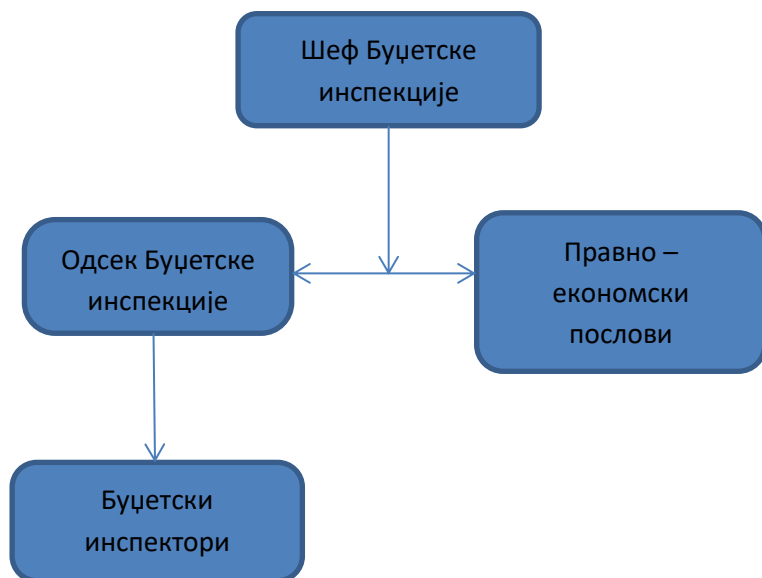 Шеф Буџетске
инспекције
Одсек Буџетске
инспекције
Правно –
економски
послови
Буџетски
инспектори